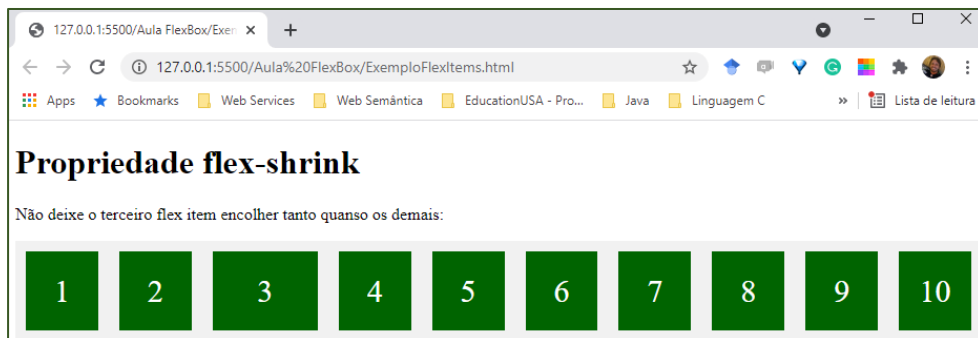 127.0.0.1:5500/Aula FlexBox/Exen
127.0.0.1:5500/Aula%20FlexBox/ExemploFlexItems.html
Apps Bookmarks Web Services Web Semântica EducationUSA - Pro... Java Linguagem C » Lista de leitura
Propriedade flex-shrink
Não deixe o terceiro flex item encolher tanto quanso os demais:
1 2 3 4 5 6 7 8 9 10